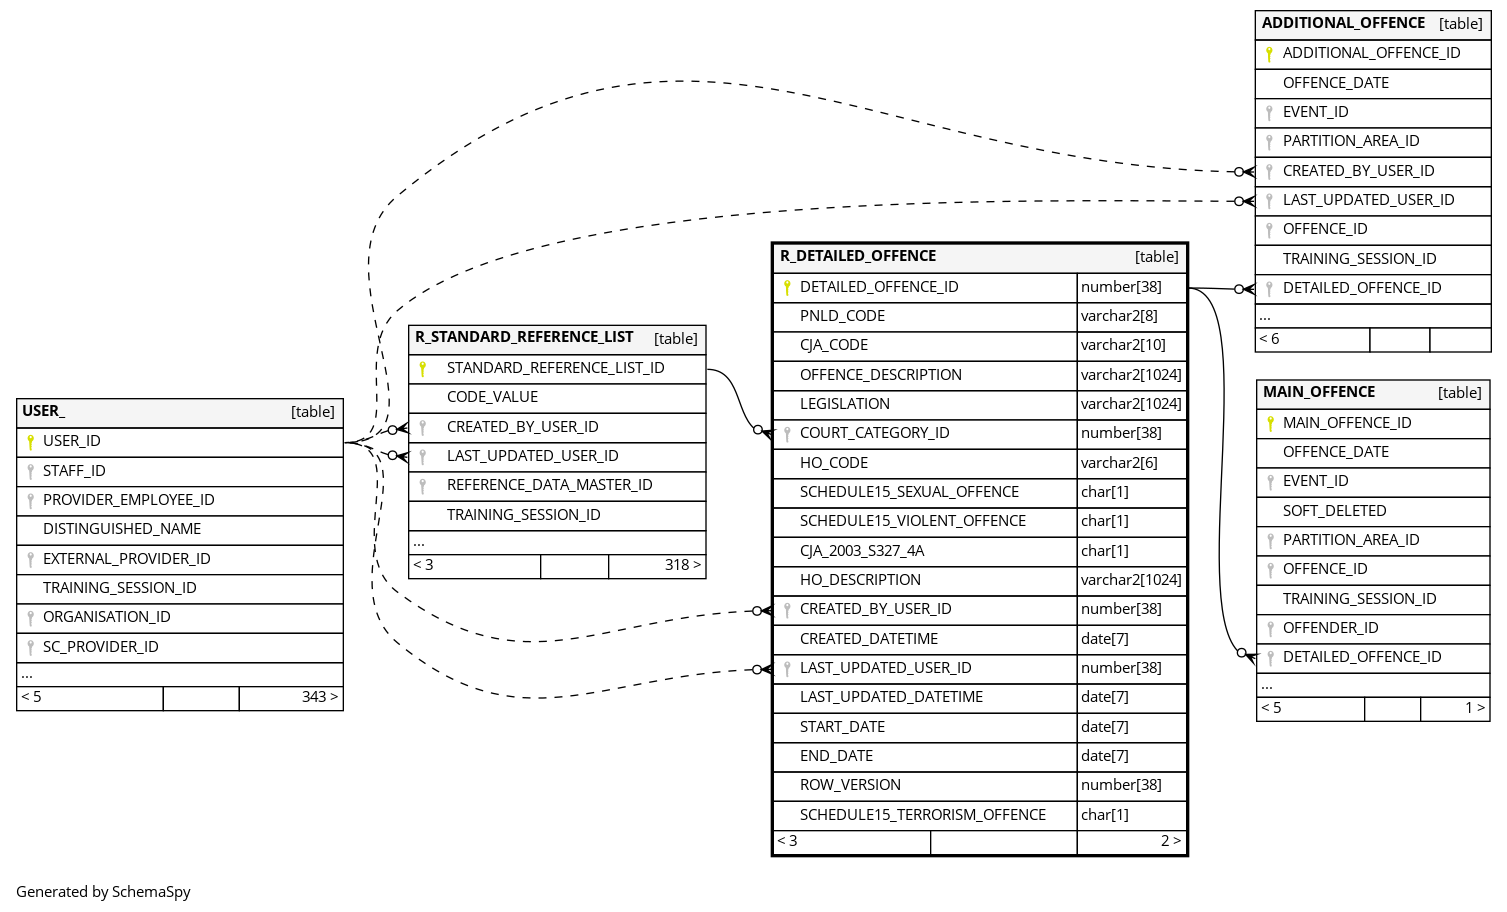 ADDITIONAL_OFFENCE [table]
ADDITIONAL_OFFENCE_ID
OFFENCE_DATE
EVENT_ID
PARTITION_AREA_ID
CREATED_BY_USER_ID
LAST_UPDATED_USER_ID
OFFENCE_ID
TRAINING_SESSION_ID
DETAILED_OFFENCE_ID
...
< 6
R_DETAILED_OFFENCE [table]
DETAILED_OFFENCE_ID number[38]
PNLD_CODE varchar2[8]
CJA_CODE varchar2[10]
OFFENCE_DESCRIPTION varchar2[1024]
LEGISLATION varchar2[1024]
COURT_CATEGORY_ID number[38]
HO_CODE varchar2[6]
SCHEDULE15_SEXUAL_OFFENCE char[1]
SCHEDULE15_VIOLENT_OFFENCE char[1]
CJA_2003_S327_4A char[1]
HO_DESCRIPTION varchar2[1024]
CREATED_BY_USER_ID number[38]
CREATED_DATETIME date[7]
LAST_UPDATED_USER_ID number[38]
LAST_UPDATED_DATETIME date[7]
START_DATE date[7]
END_DATE date[7]
ROW_VERSION number[38]
SCHEDULE15_TERRORISM_OFFENCE char[1]
< 3 2 >
R_STANDARD_REFERENCE_LIST [table]
STANDARD_REFERENCE_LIST_ID
CODE_VALUE
CREATED_BY_USER_ID
LAST_UPDATED_USER_ID
REFERENCE_DATA_MASTER_ID
TRAINING_SESSION_ID
...
< 3 318 >
MAIN_OFFENCE [table]
MAIN_OFFENCE_ID
OFFENCE_DATE
EVENT_ID
SOFT_DELETED
PARTITION_AREA_ID
OFFENCE_ID
TRAINING_SESSION_ID
OFFENDER_ID
DETAILED_OFFENCE_ID
...
< 5 1 >
USER_ [table]
USER_ID
STAFF_ID
PROVIDER_EMPLOYEE_ID
DISTINGUISHED_NAME
EXTERNAL_PROVIDER_ID
TRAINING_SESSION_ID
ORGANISATION_ID
SC_PROVIDER_ID
...
< 5 343 >
Generated by SchemaSpy